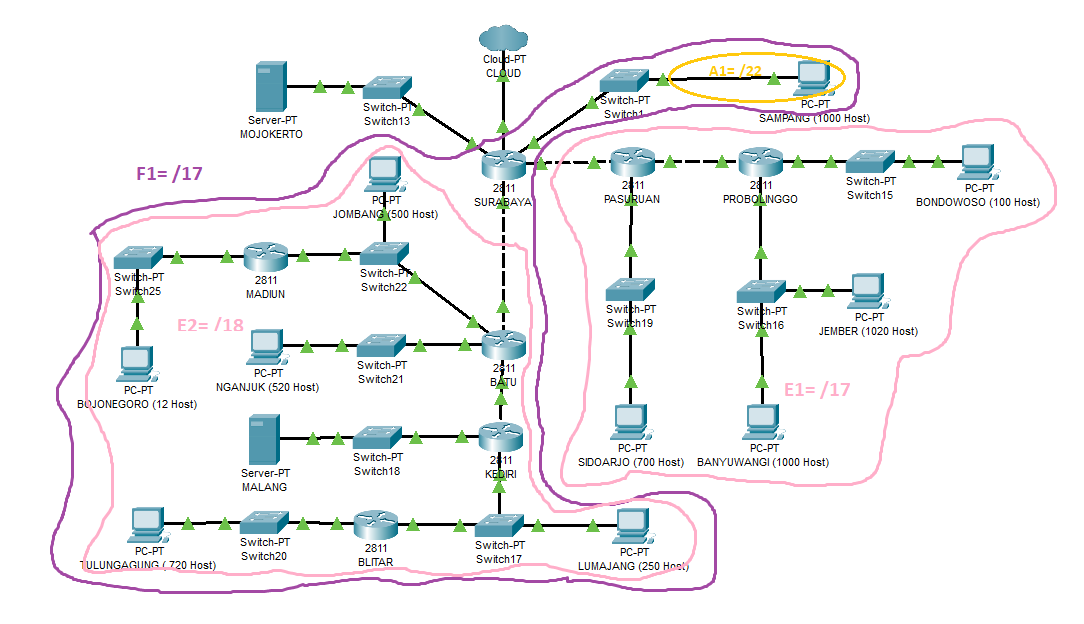 Cloud-PT
CLOUD
Server-PT
MOJOKERTO
Switch-PT
Switch13
Switch-PT
Switch1
A1= /22
PC-PT
SAMPANG (1000 Host)
F1= /17
PC-PT
JOMBANG (500 Host)
2811
SURABAYA
2811
PASURUAN
2811
PROBOLINGGO
Switch-PT
Switch15
PC-PT
BONDOWOSO (100 Host)
Switch-PT
Switch25
2811
MADIUN
Switch-PT
Switch22
Switch-PT
Switch19
Switch-PT
Switch16
PC-PT
JEMBER (1020 Host)
E2= /18
PC-PT
BOJONEGORO (12 Host)
PC-PT
NGANJUK (520 Host)
Switch-PT
Switch21
2811
BATU
E1= /17
Server-PT
MALANG
Switch-PT
Switch18
2811
KEDIRI
PC-PT
SIDOARJO (700 Host)
PC-PT
BANYUWANGI (1000 Host)
PC-PT
TULUNGAGUNG (720 Host)
Switch-PT
Switch20
2811
BLITAR
Switch-PT
Switch17
PC-PT
LUMAJANG (250 Host)